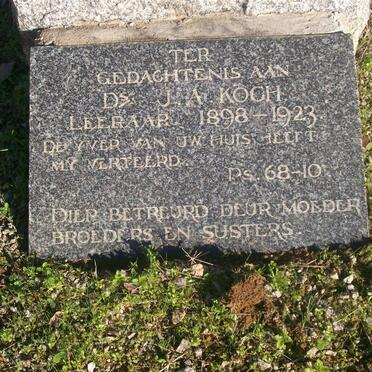 TER
GEDACHTENIS AAN
DS. J. A. KOCH
LEERAAR 1898-1923.
DE YVER VAN UW HUIS HEEFT
MY VERTEERD.
PS. 68-10.
DIEP BETREURD DEUR MOEDER
BROEDERS EN SUSTERS.